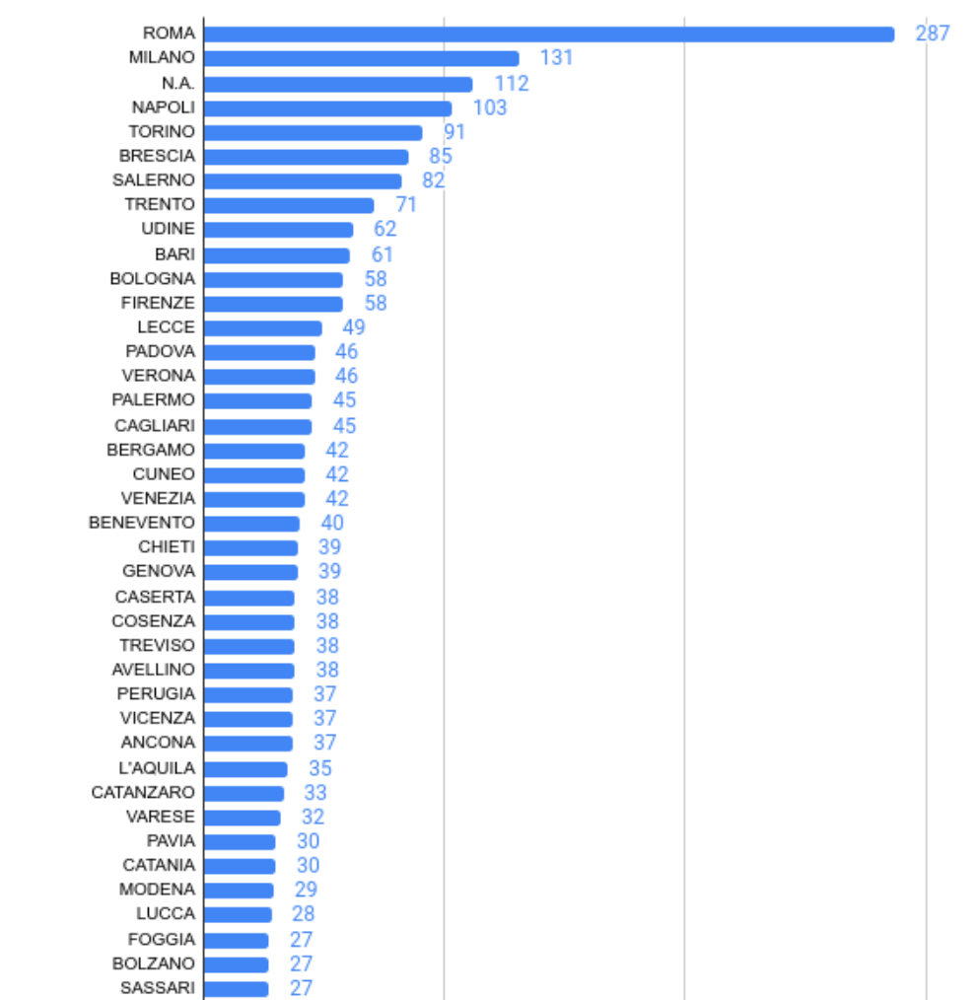 ROMA 287
MILANO 131
N.A. 112
NAPOLI 103
TORINO 91
BRESCIA 85
SALERNO 82
TRENTO 71
UDINE 62
BARI 61
BOLOGNA 58
FIRENZE 58
LECCE 49
PADOVA 46
VERONA 46
PALERMO 45
CAGLIARI 45
BERGAMO 42
CUNEO 42
VENEZIA 42
BENEVENTO 40
CHIETI 39
GENOVA 39
CASERTA 38
COSENZA 38
TREVISO 38
AVELLINO 38
PERUGIA 37
VICENZA 37
ANCONA 37
L'AQUILA 35
CATANZARO 33
VARESE 32
PAVIA 30
CATANIA 30
MODENA 29
LUCCA 28
FOGGIA 27
BOLZANO 27
SASSARI 27